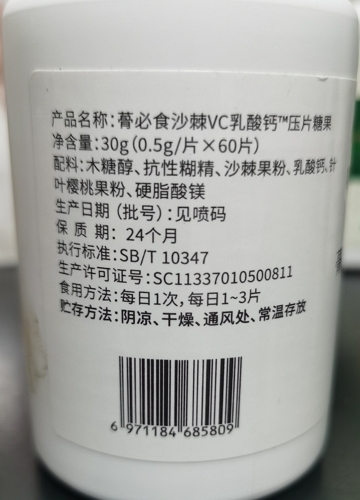 产品名称:蓇必食沙棘VC乳酸钙™压片糖果
净含量:30g(0.5g/片×60片)
配料:木糖醇、抗性糊精、沙棘果粉、乳酸钙、针
叶樱桃果粉、硬脂酸镁
生产日期(批号):见喷码
保质期:24个月
执行标准:SB/T 10347
生产许可证号:SC11337010500811
食用方法:每日1次,每日1~3片
贮存方法:阴凉、干燥、通风处、常温存放
6 971184 685809